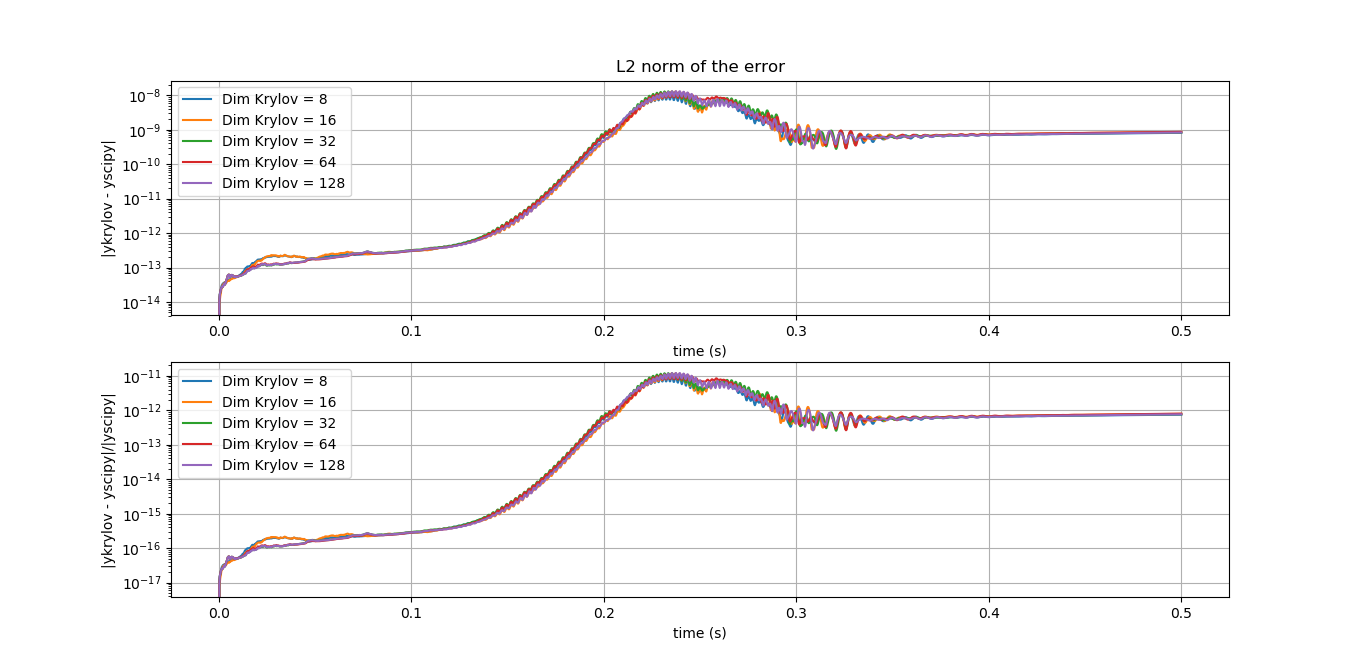 L2 norm of the error
|ykrylov - yscipy|
10⁻⁸
10⁻⁹
10⁻¹⁰
10⁻¹¹
10⁻¹²
10⁻¹³
10⁻¹⁴
Dim Krylov = 8
Dim Krylov = 16
Dim Krylov = 32
Dim Krylov = 64
Dim Krylov = 128
0.0 0.1 0.2 0.3 0.4 0.5
time (s)
|ykrylov - yscipy|/|yscipy|
10⁻¹¹
10⁻¹²
10⁻¹³
10⁻¹⁴
10⁻¹⁵
10⁻¹⁶
10⁻¹⁷
Dim Krylov = 8
Dim Krylov = 16
Dim Krylov = 32
Dim Krylov = 64
Dim Krylov = 128
0.0 0.1 0.2 0.3 0.4 0.5
time (s)